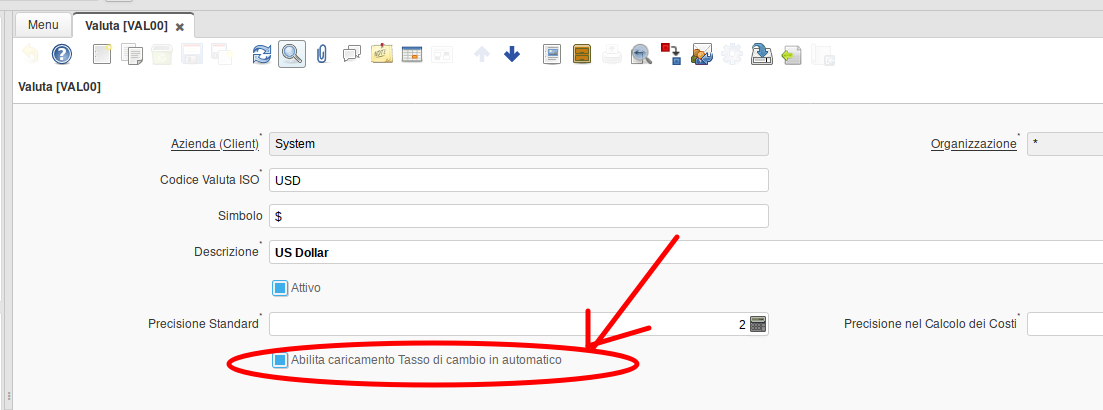 Menu
Valuta [VAL00]
Valuta [VAL00]
Azienda (Client)* System Organizzazione* *
Codice Valuta ISO* USD
Simbolo $
Descrizione* US Dollar
Attivo
Precisione Standard* 2 Precisione nel Calcolo dei Costi*
Abilita caricamento Tasso di cambio in automatico